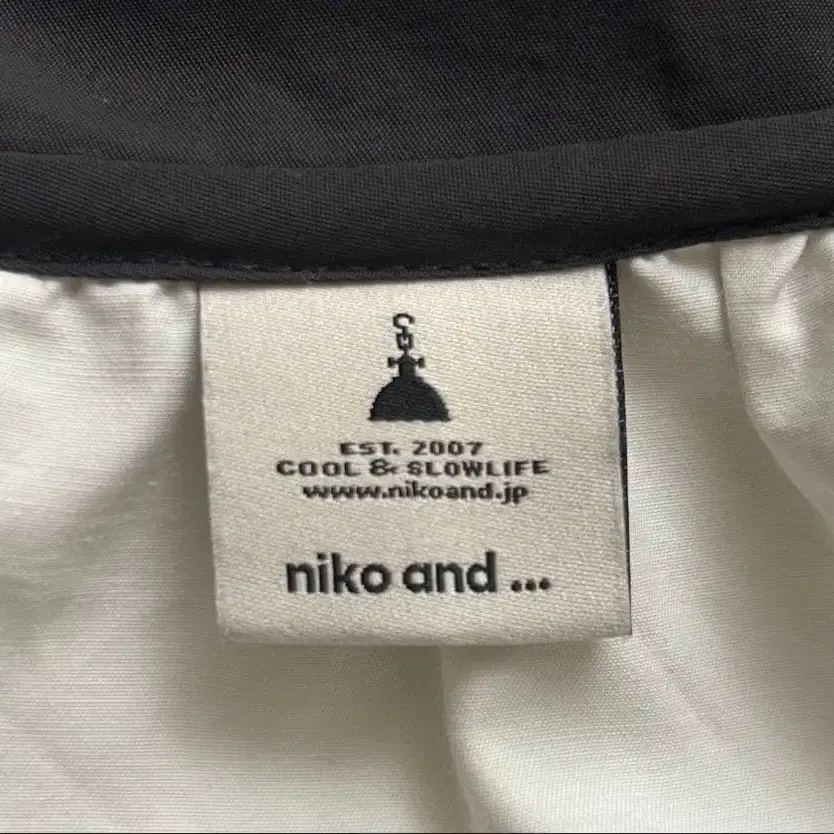 EST. 2007
COOL & SLOWLIFE
www.nikoand.jp
niko and ...